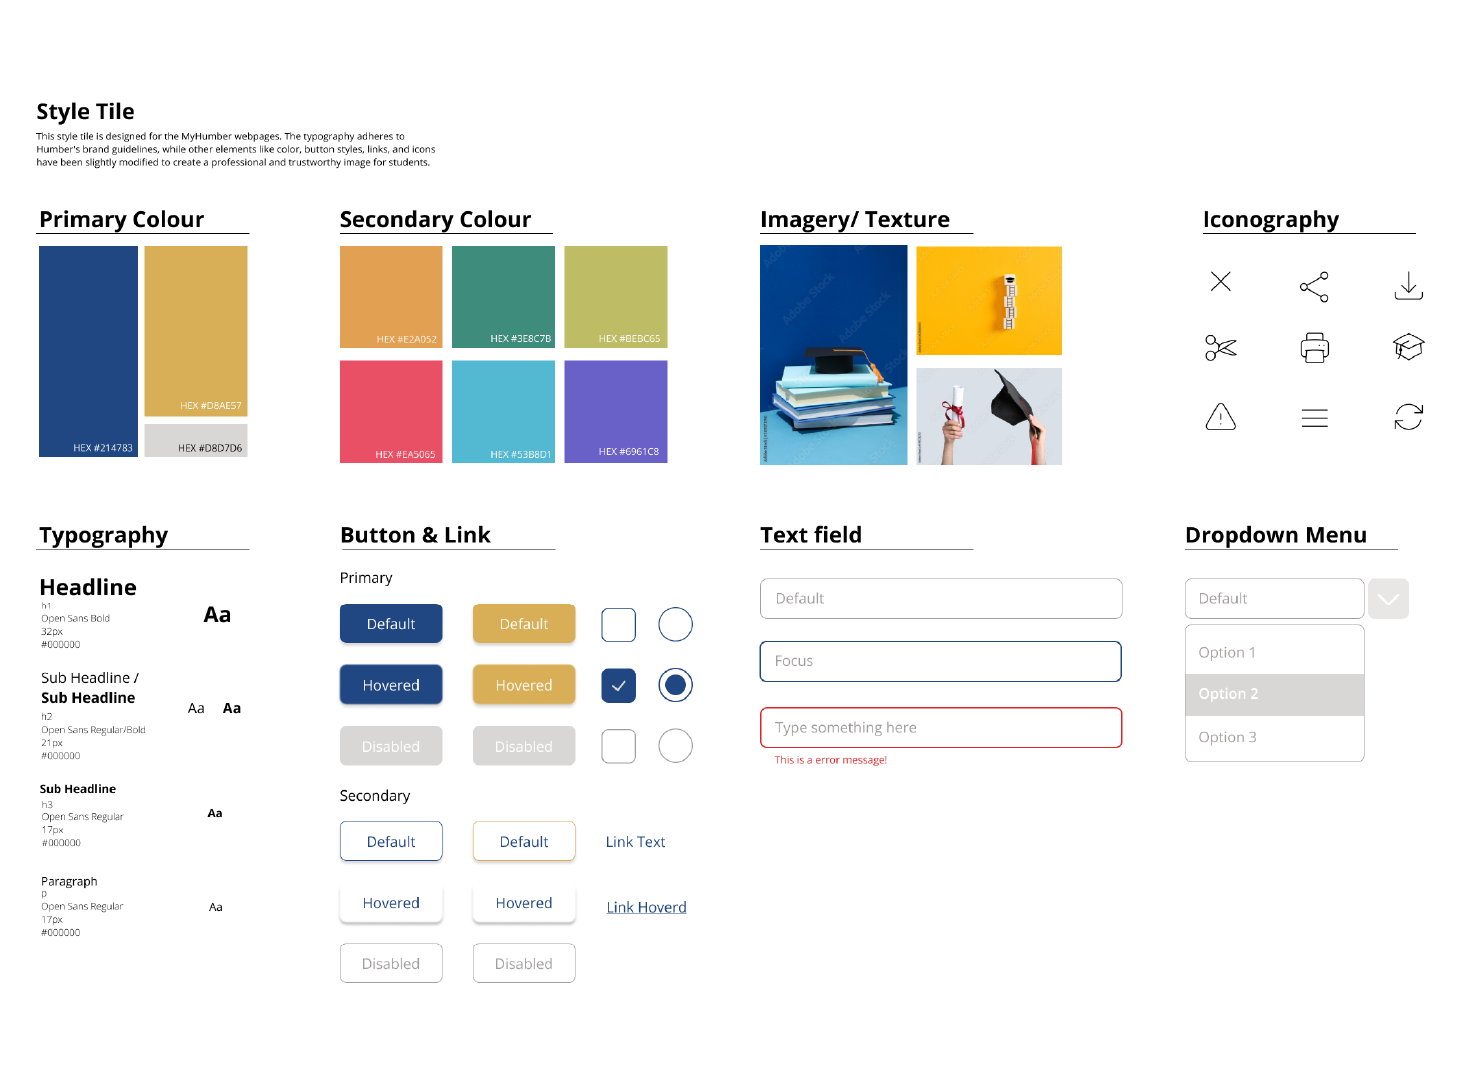 Style Tile
This style tile is designed for the MyHumber webpages. The typography adheres to
Humber's brand guidelines, while other elements like color, button styles, links, and icons
have been slightly modified to create a professional and trustworthy image for students.
Primary Colour
HEX #214783
HEX #D8AE57
HEX #D8D7D6
Secondary Colour
HEX #E2A052
HEX #3E8C7B
HEX #BEBC65
HEX #EA5065
HEX #53B8D1
HEX #6961C8
Imagery/ Texture
Adobe Stock
Iconography
Typography
Headline
h1
Open Sans Bold
32px
#000000
Aa
Sub Headline /
Sub Headline
h2
Open Sans Regular/Bold
21px
#000000
Aa Aa
Sub Headline
h3
Open Sans Regular
17px
#000000
Aa
Paragraph
p
Open Sans Regular
17px
#000000
Aa
Button & Link
Primary
Default
Default
Hovered
Hovered
Disabled
Disabled
Secondary
Default
Default
Link Text
Hovered
Hovered
Link Hoverd
Disabled
Disabled
Text field
Default
Focus
Type something here
This is a error message!
Dropdown Menu
Default
Option 1
Option 2
Option 3